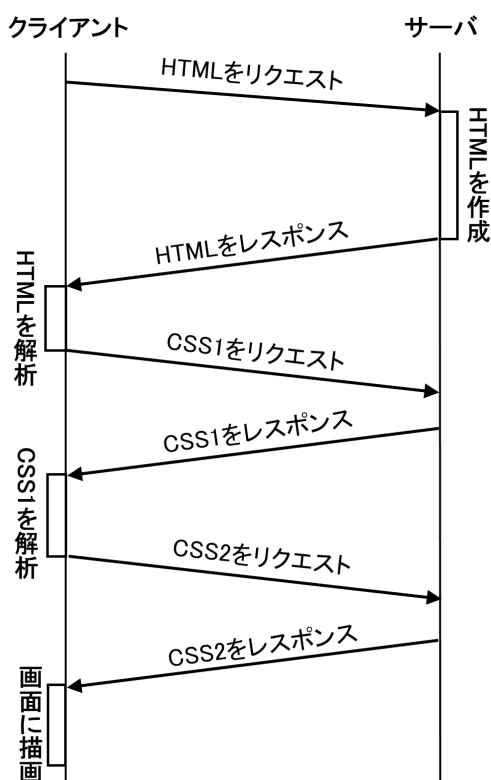 クライアント
サーバ
HTMLをリクエスト
HTMLを作成
HTMLをレスポンス
HTMLを解析
CSS1をリクエスト
CSS1をレスポンス
CSS1を解析
CSS2をリクエスト
CSS2をレスポンス
画面に描画